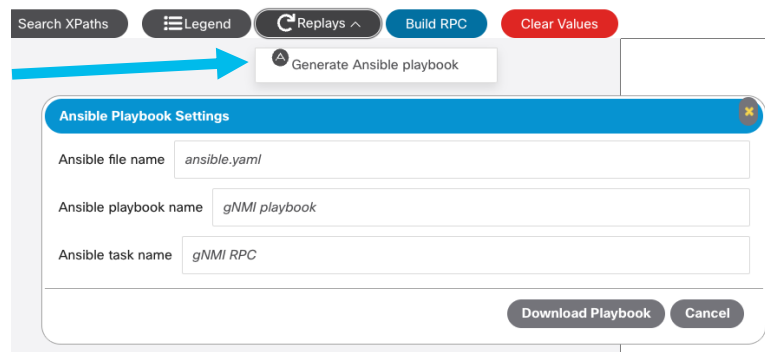 Search XPaths Legend Replays Build RPC Clear Values
Generate Ansible playbook
Ansible Playbook Settings
Ansible file name ansible.yaml
Ansible playbook name gNMI playbook
Ansible task name gNMI RPC
Download Playbook Cancel